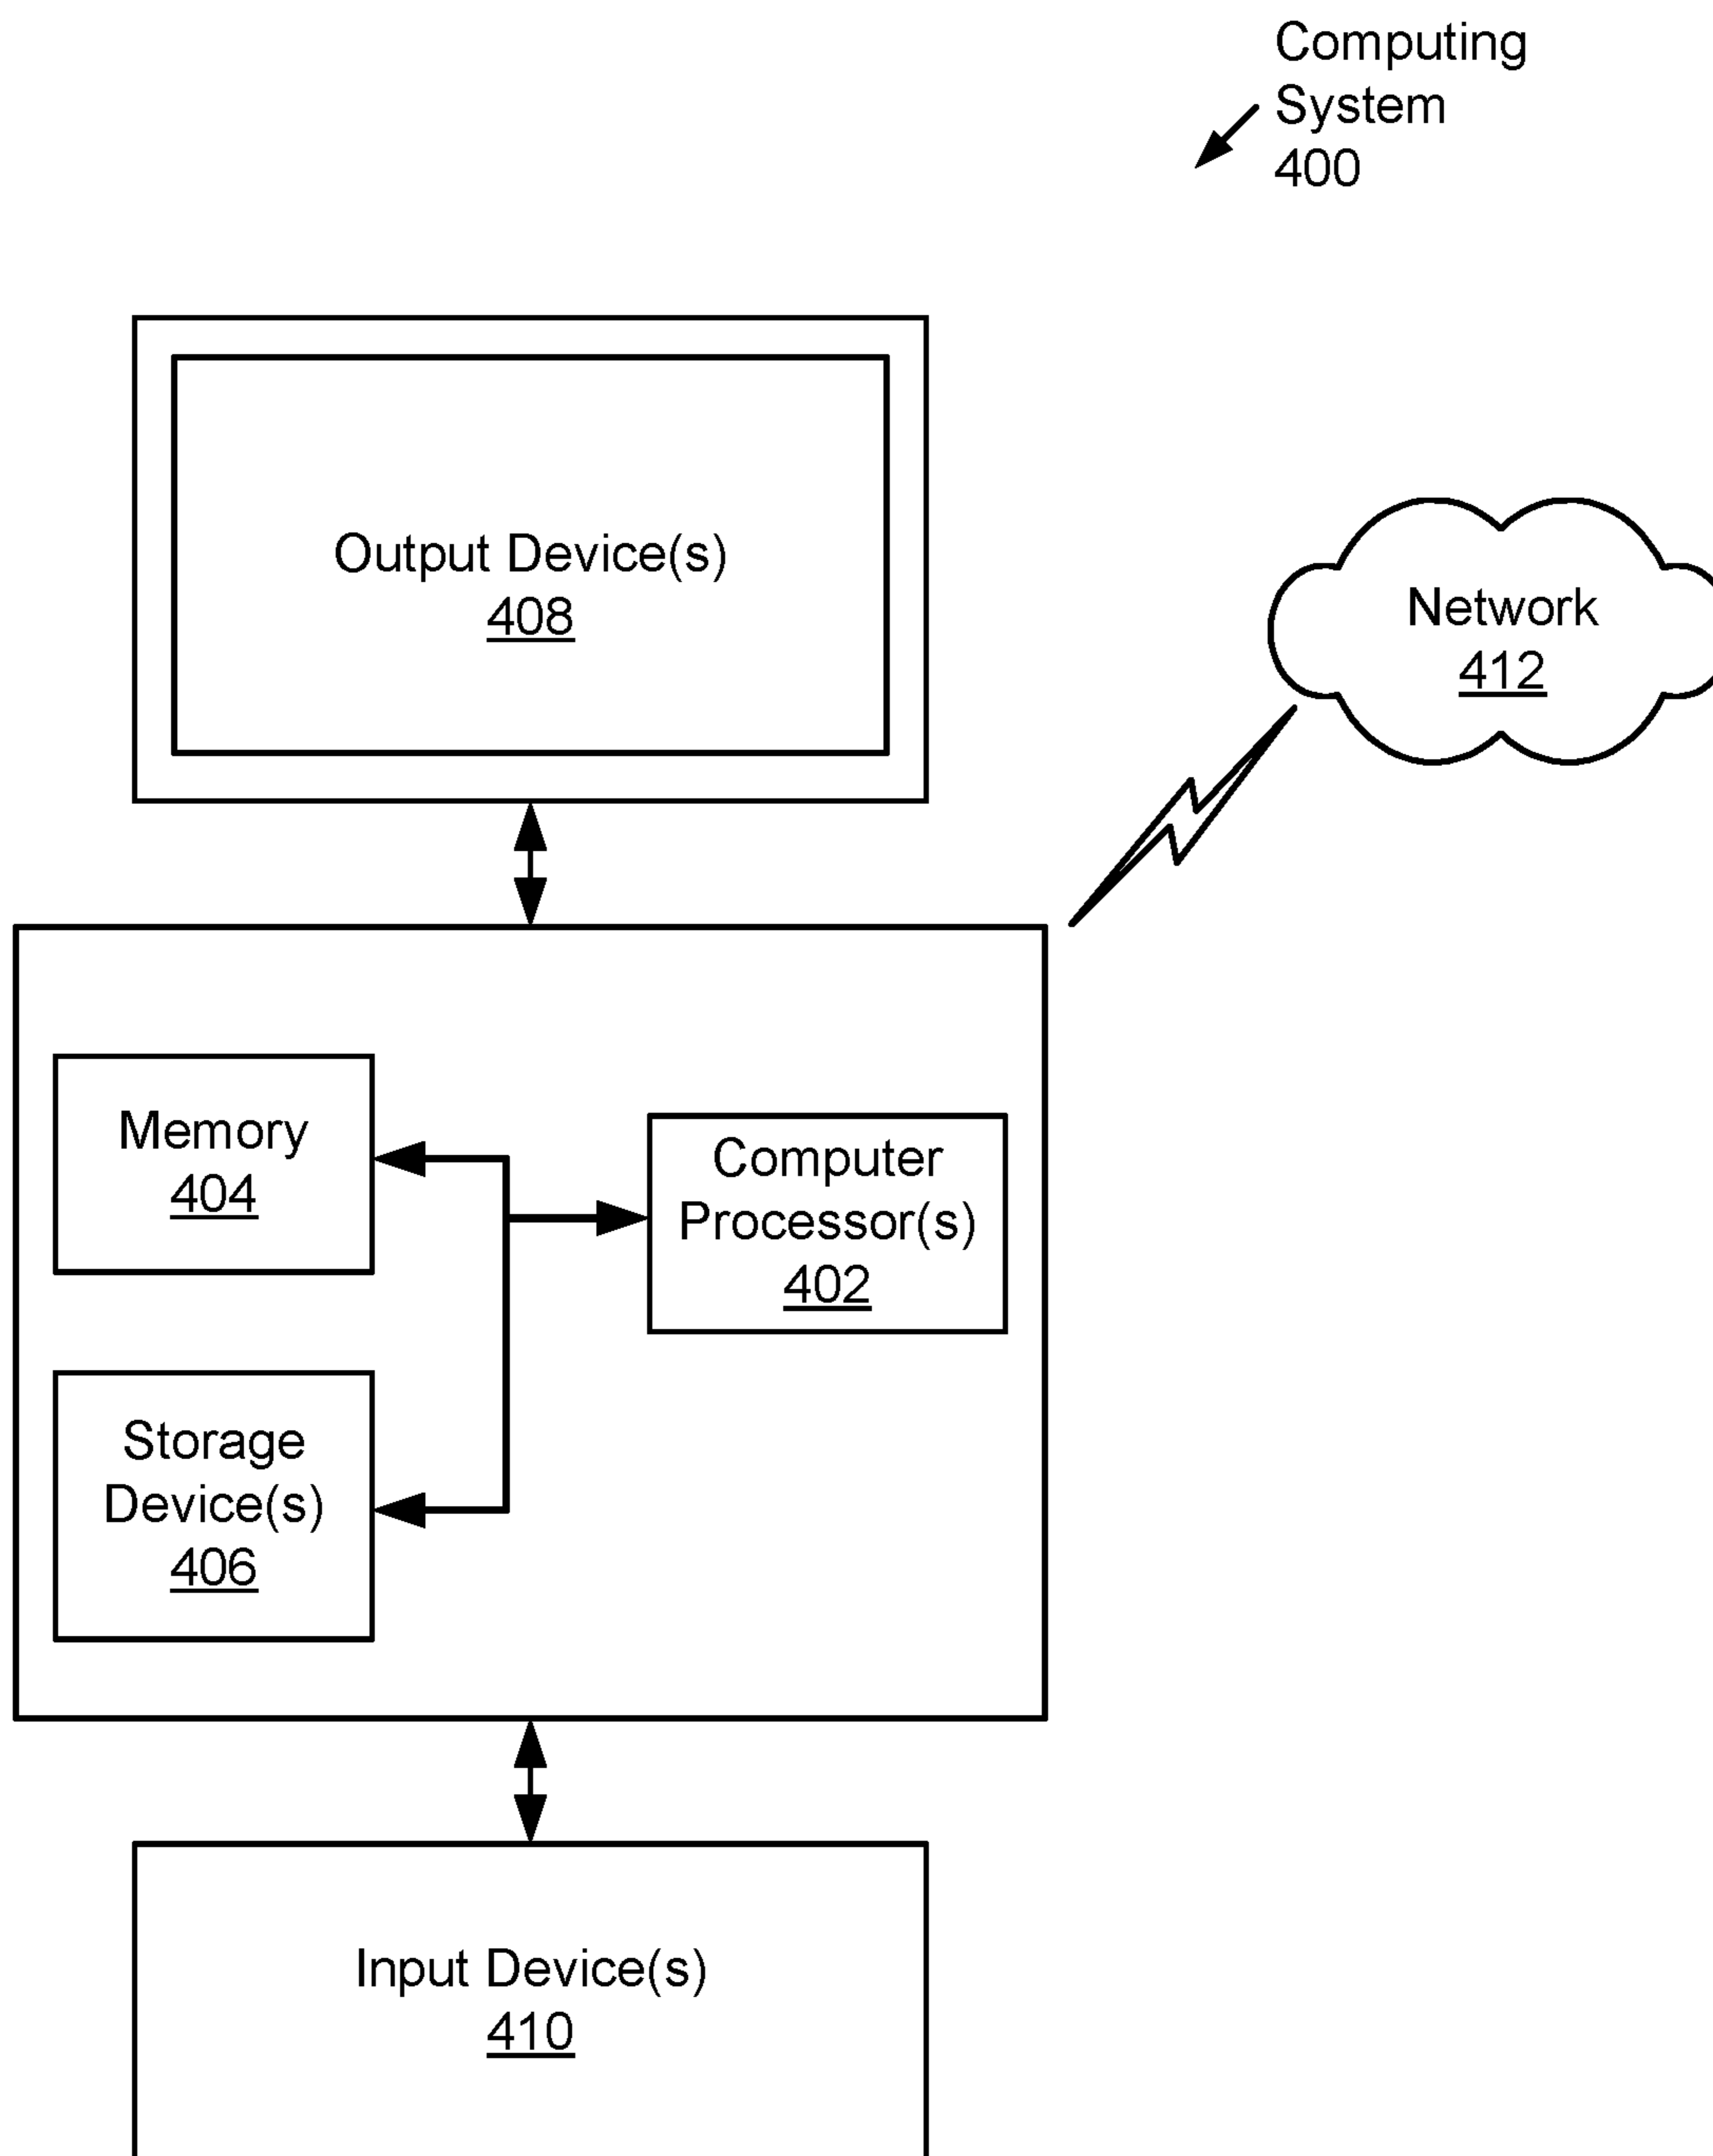 Computing
System
400
Output Device(s)
408
Network
412
Memory
404
Computer
Processor(s)
402
Storage
Device(s)
406
Input Device(s)
410